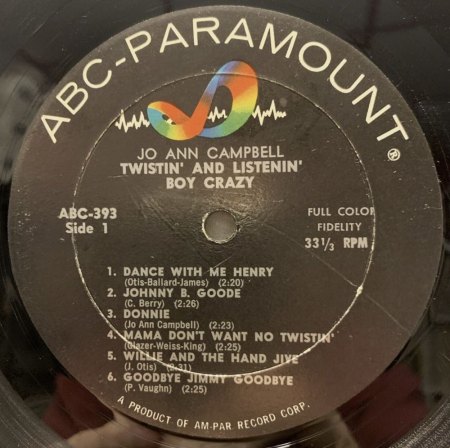 ABC-PARAMOUNT®
JO ANN CAMPBELL
TWISTIN' AND LISTENIN'
BOY CRAZY
ABC-393
Side 1
FULL COLOR
FIDELITY
33 1/3 RPM
1. DANCE WITH ME HENRY
(Otis-Ballard-James) (2:20)
2. JOHNNY B. GOODE
(C. Berry) (2:26)
3. DONNIE
(Jo Ann Campbell) (2:23)
4. MAMA DON'T WANT NO TWISTIN'
(Glazer-Weiss-King) (2:25)
5. WILLIE AND THE HAND JIVE
(J. Otis) (2:31)
6. GOODBYE JIMMY GOODBYE
(P. Vaughn) (2:25)
A PRODUCT OF AM-PAR RECORD CORP.